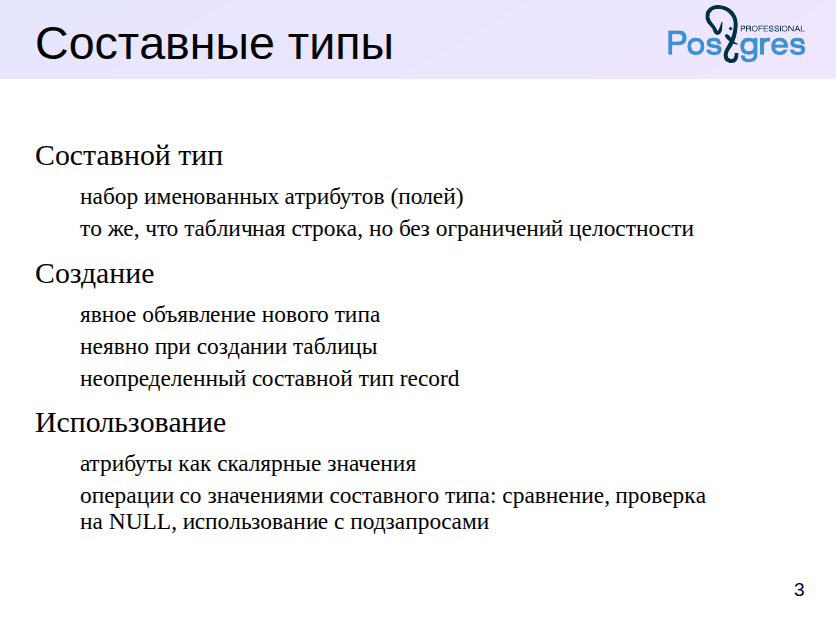 Составные типы
PROFESSIONAL
Postgres
Составной тип
набор именованных атрибутов (полей)
то же, что табличная строка, но без ограничений целостности
Создание
явное объявление нового типа
неявно при создании таблицы
неопределенный составной тип record
Использование
атрибуты как скалярные значения
операции со значениями составного типа: сравнение, проверка
на NULL, использование с подзапросами
3